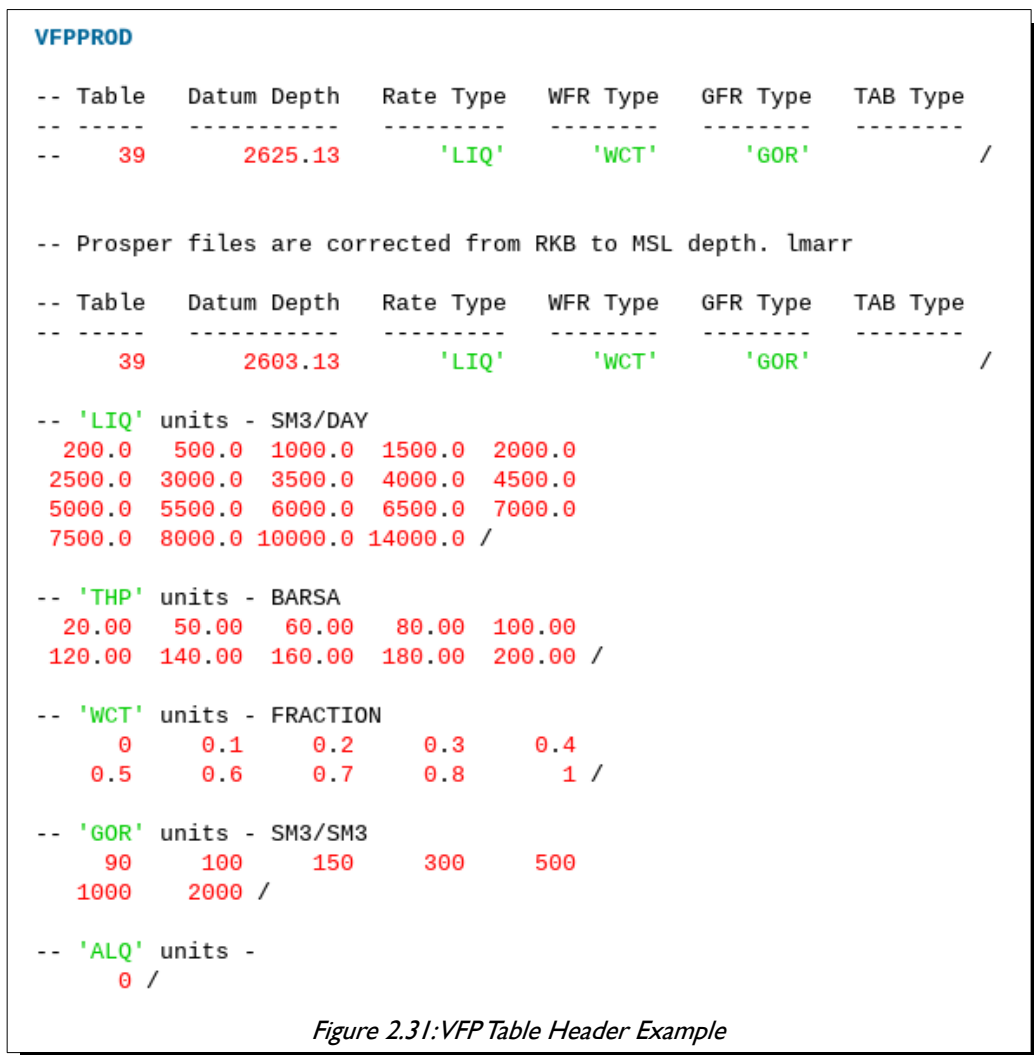 VFPPROD
-- Table Datum Depth Rate Type WFR Type GFR Type TAB Type
-- ----- ----------- --------- -------- -------- --------
-- 39 2625.13 'LIQ' 'WCT' 'GOR' /
-- Prosper files are corrected from RKB to MSL depth. lmarr
-- Table Datum Depth Rate Type WFR Type GFR Type TAB Type
-- ----- ----------- --------- -------- -------- --------
39 2603.13 'LIQ' 'WCT' 'GOR' /
-- 'LIQ' units - SM3/DAY
200.0 500.0 1000.0 1500.0 2000.0
2500.0 3000.0 3500.0 4000.0 4500.0
5000.0 5500.0 6000.0 6500.0 7000.0
7500.0 8000.0 10000.0 14000.0 /
-- 'THP' units - BARSA
20.00 50.00 60.00 80.00 100.00
120.00 140.00 160.00 180.00 200.00 /
-- 'WCT' units - FRACTION
0 0.1 0.2 0.3 0.4
0.5 0.6 0.7 0.8 1 /
-- 'GOR' units - SM3/SM3
90 100 150 300 500
1000 2000 /
-- 'ALQ' units -
0 /
Figure 2.31: VFP Table Header Example